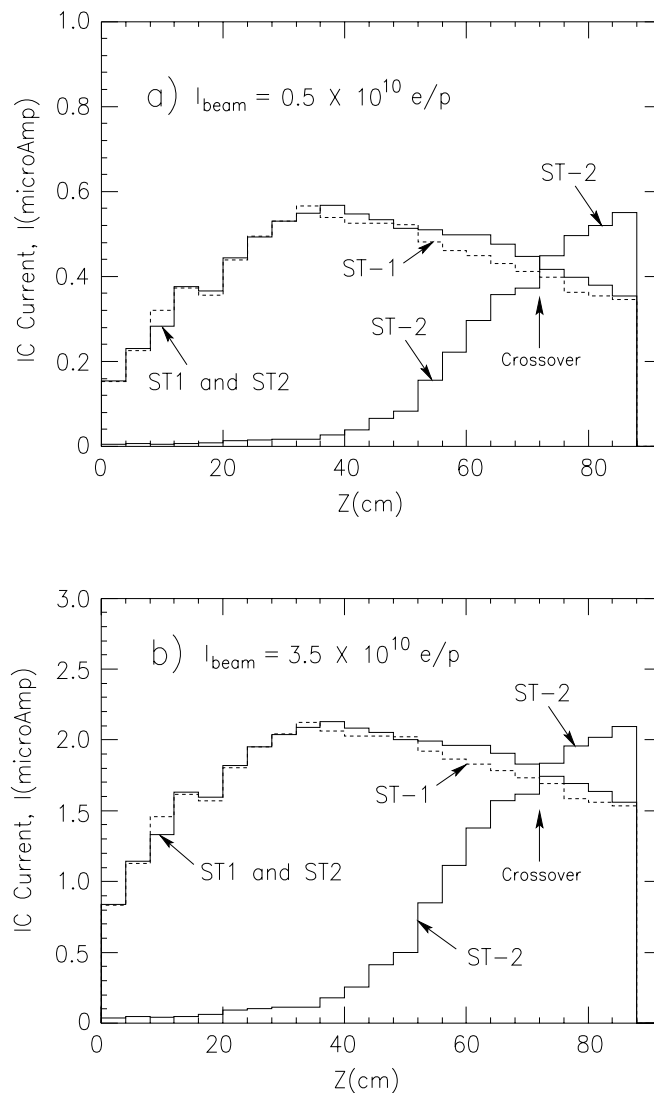 1.0
0.8
0.6
0.4
0.2
0
IC Current, I(microAmp)
a) I_beam = 0.5 X 10^10 e/p
ST-2
ST-1
ST-2
ST1 and ST2
Crossover
0 20 40 60 80
Z(cm)
3.0
2.5
2.0
1.5
1.0
0.5
0
IC Current, I(microAmp)
b) I_beam = 3.5 X 10^10 e/p
ST-2
ST-1
ST1 and ST2
Crossover
ST-2
0 20 40 60 80
Z(cm)